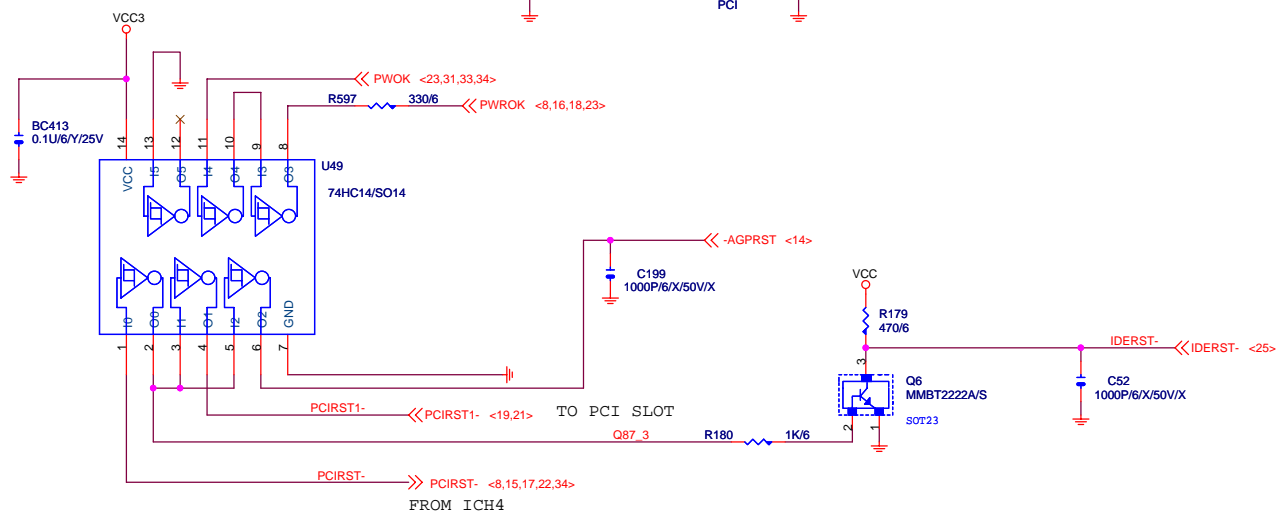 PCI
VCC3
PWOK <23,31,33,34>
R597 330/6 PWROK <8,16,18,23>
BC413
0.1U/6/Y/25V
14 13 12 11 10 9 8
U49
VCC I5 O5 I4 O4 I3 O3
74HC14/SO14
-AGPRST <14>
C199
1000P/6/X/50V/X
VCC
R179
470/6
I0 O0 I1 O1 I2 O2 GND
1 2 3 4 5 6 7
IDERST- IDERST- <25>
3
Q6
MMBT2222A/S
SOT23
2 1
C52
1000P/6/X/50V/X
PCIRST1- PCIRST1- <19,21> TO PCI SLOT
Q87_3 R180 1K/6
PCIRST- PCIRST- <8,15,17,22,34>
FROM ICH4